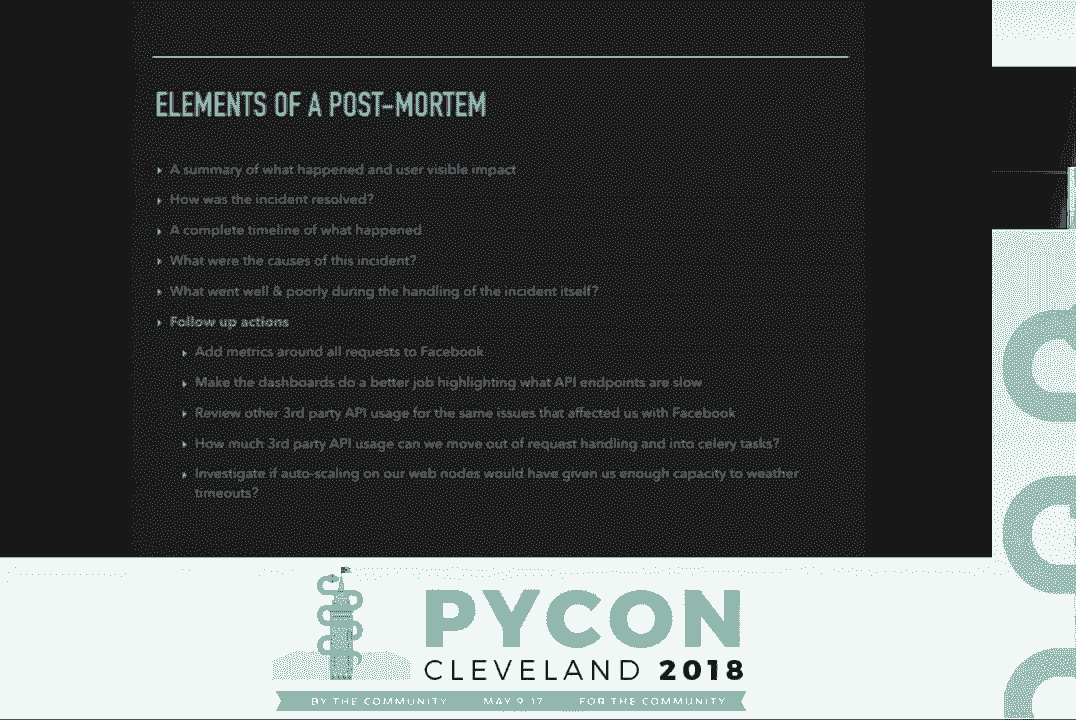 ELEMENTS OF A POST-MORTEM
A summary of what happened and user visible impact
How was the incident resolved?
A complete timeline of what happened
What were the causes of this incident?
What went well & poorly during the handling of the incident itself?
Follow up actions
Add metrics around all requests to Facebook
Make the dashboards do a better job highlighting what API endpoints are slow
Review other 3rd party API usage for the same issues that affected us with Facebook
How much 3rd party API usage can we move out of request handling and into celery tasks?
Investigate if auto-scaling on our web nodes would have given us enough capacity to weather
timeouts?
PYCON
CLEVELAND 2018
BY THE COMMUNITY MAY 9-17 FOR THE COMMUNITY